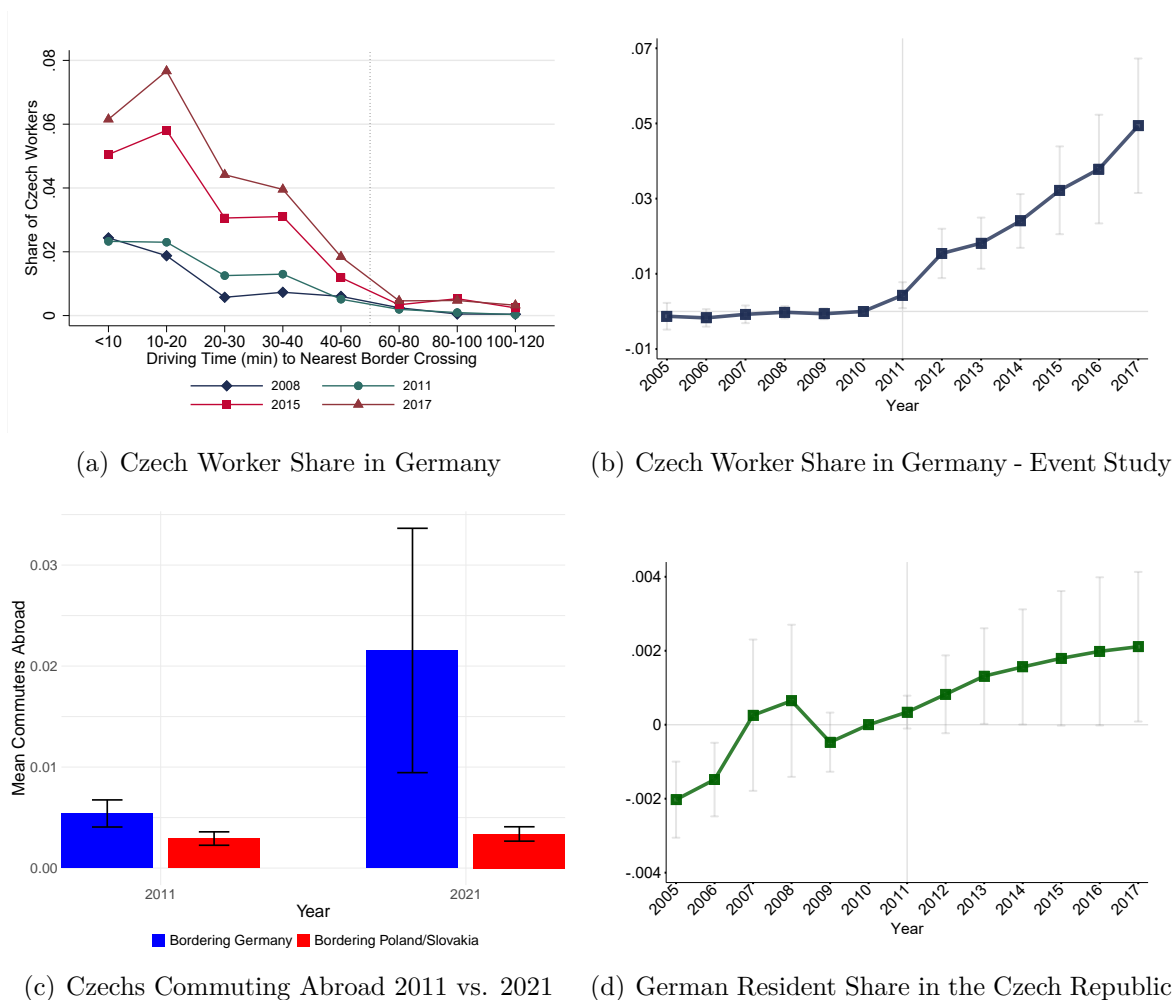 Share of Czech Workers
.08
.06
.04
.02
0
<10 10-20 20-30 30-40 40-60 60-80 80-100 100-120
Driving Time (min) to Nearest Border Crossing
2008 2011
2015 2017
(a) Czech Worker Share in Germany
.07
.05
.03
.01
-.01
2005 2006 2007 2008 2009 2010 2011 2012 2013 2014 2015 2016 2017
Year
(b) Czech Worker Share in Germany - Event Study
Mean Commuters Abroad
0.03
0.02
0.01
0.00
2011 2021
Year
Bordering Germany Bordering Poland/Slovakia
(c) Czechs Commuting Abroad 2011 vs. 2021
.004
.002
0
-.002
-.004
2005 2006 2007 2008 2009 2010 2011 2012 2013 2014 2015 2016 2017
Year
(d) German Resident Share in the Czech Republic